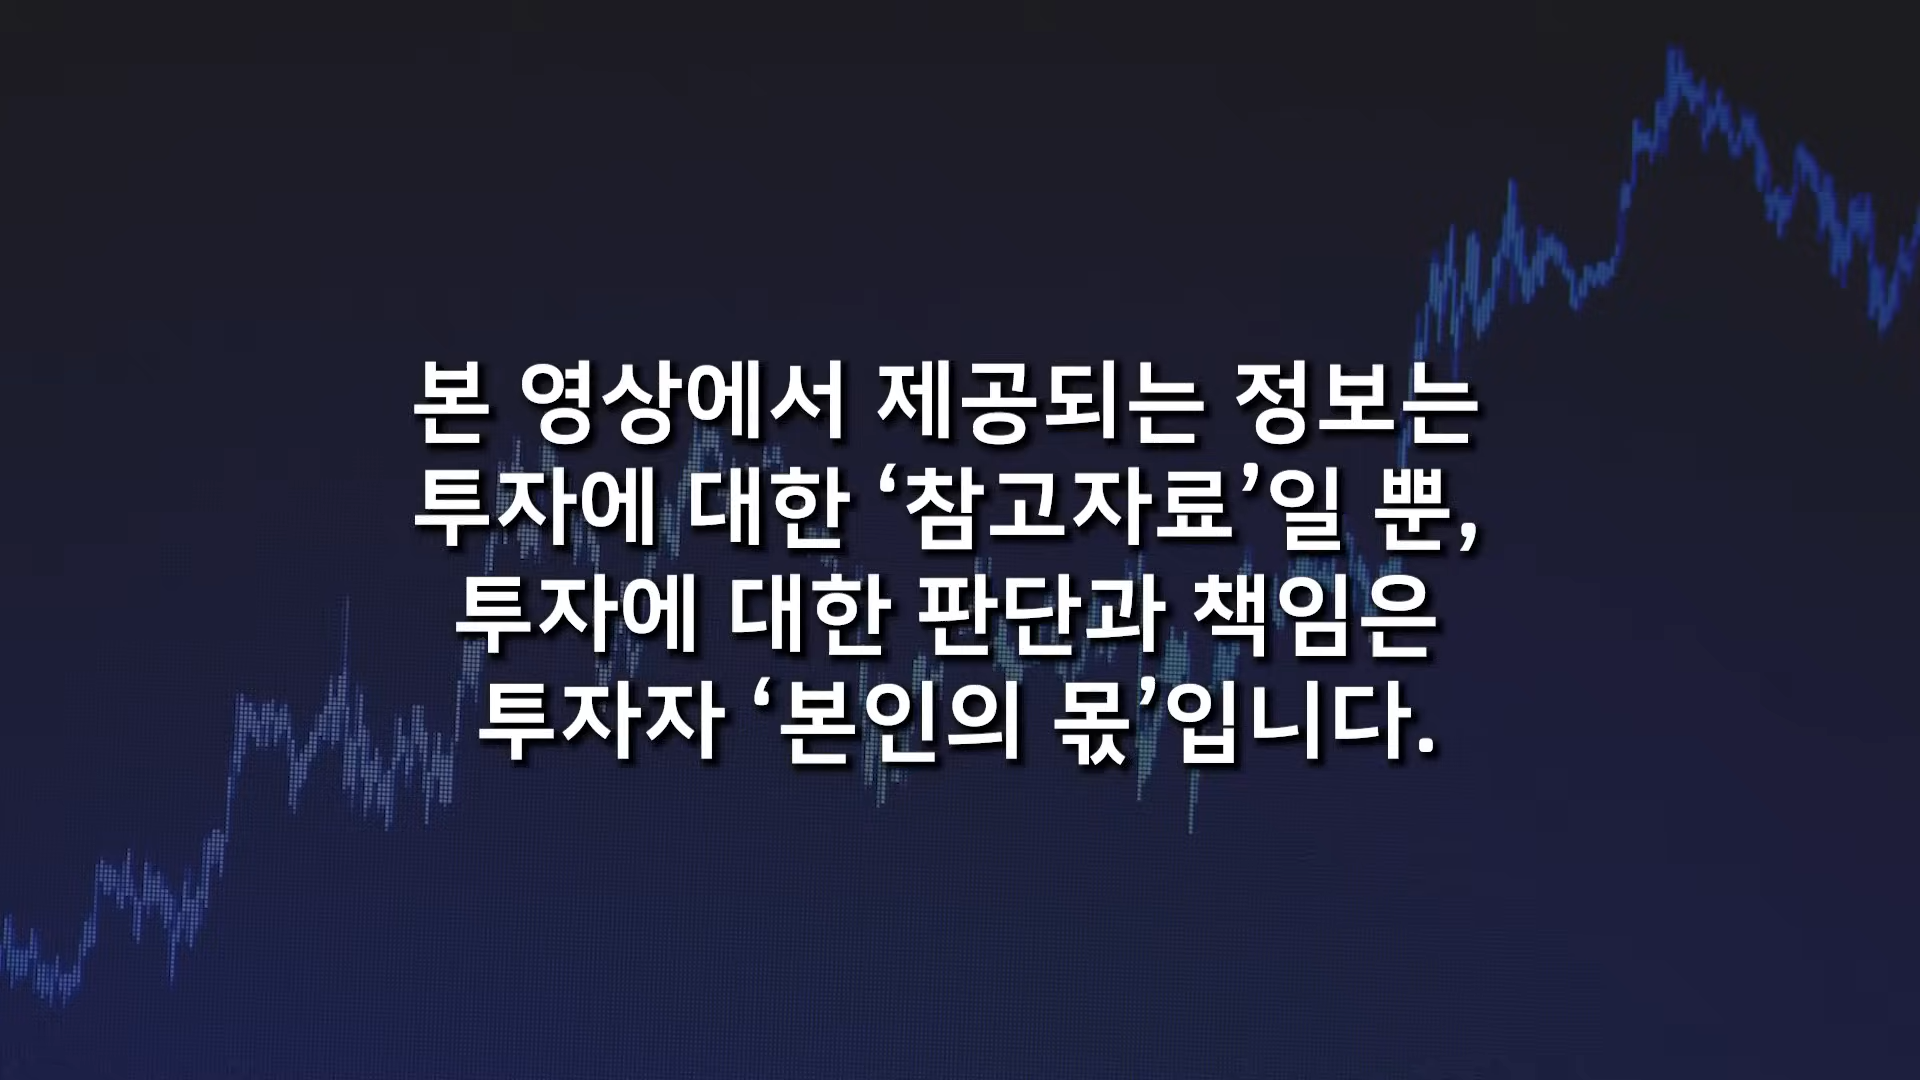 본 영상에서 제공되는 정보는
투자에 대한 ‘참고자료’일 뿐,
투자에 대한 판단과 책임은
투자자 ‘본인의 몫’입니다.